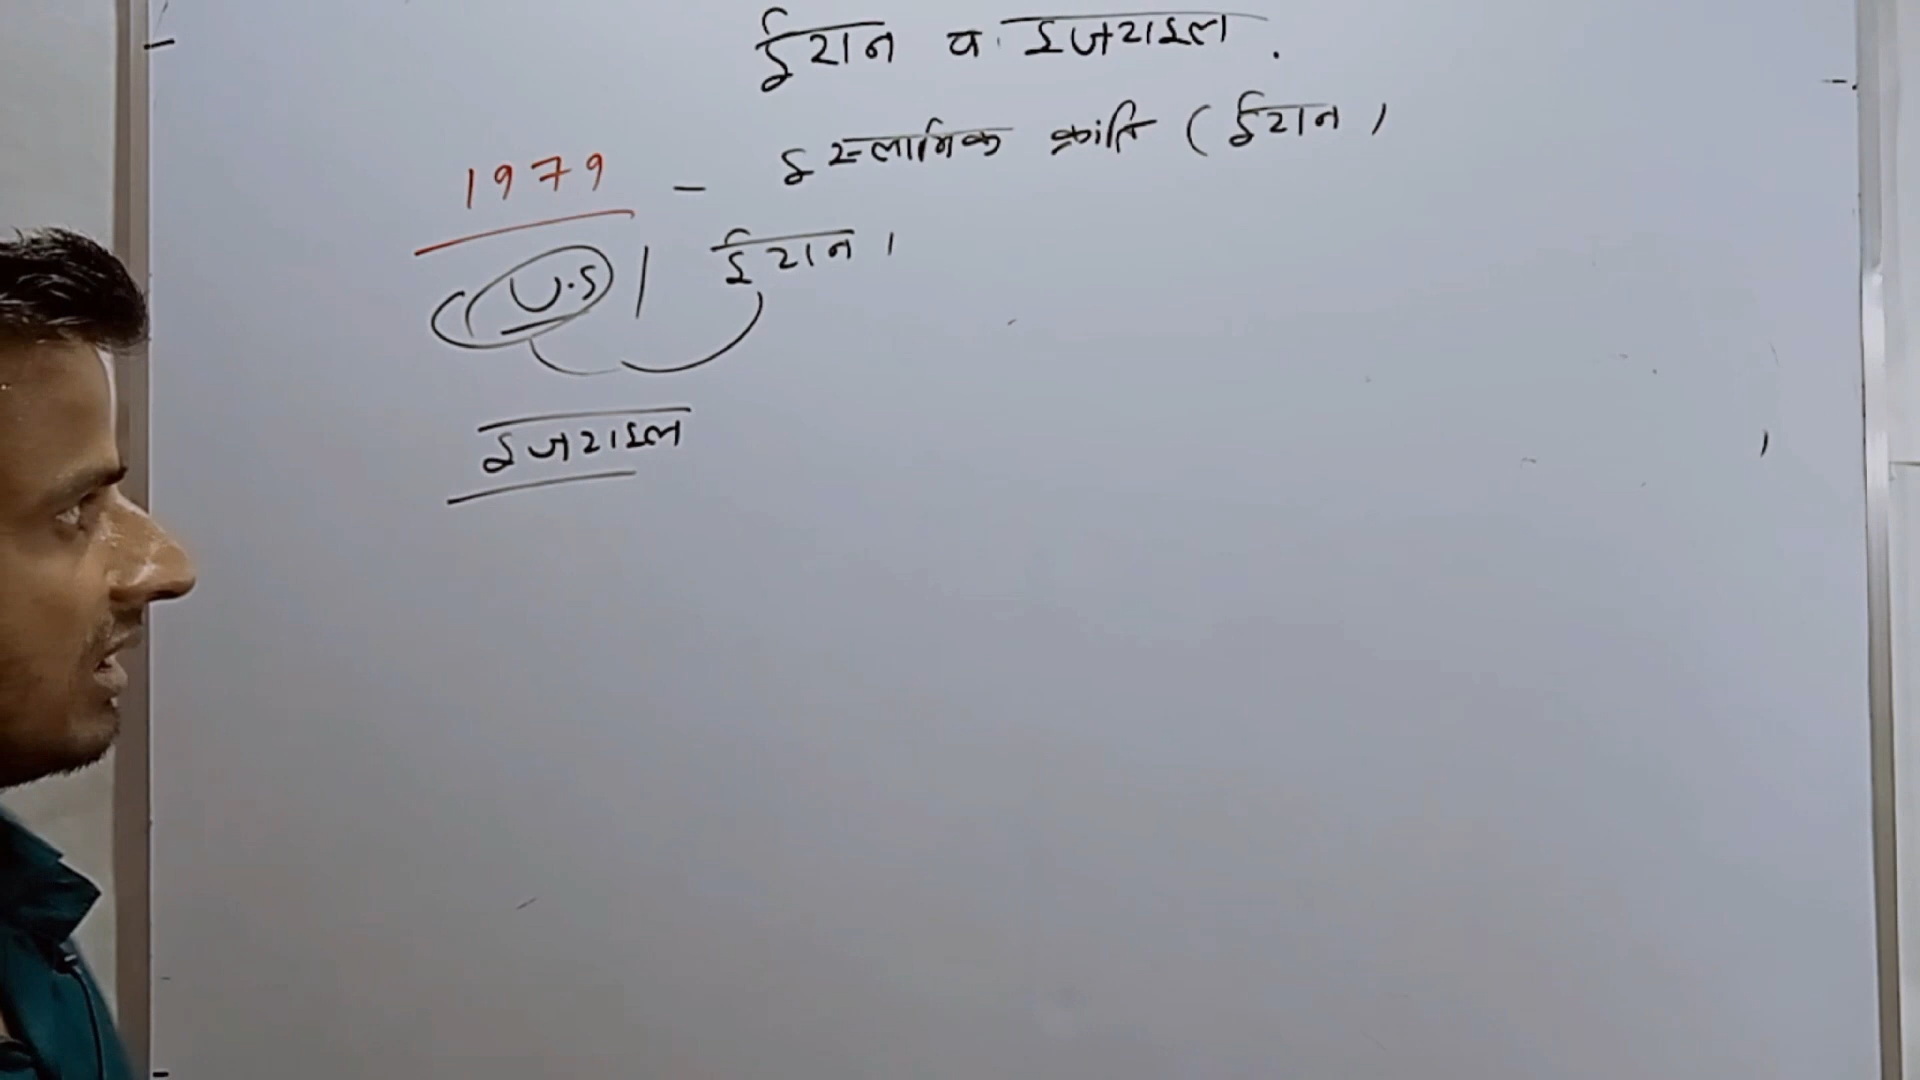 ईरान व इजराइल.
1979 - इस्लामिक क्रांति (ईरान)
U.S / ईरान ।
इजराइल